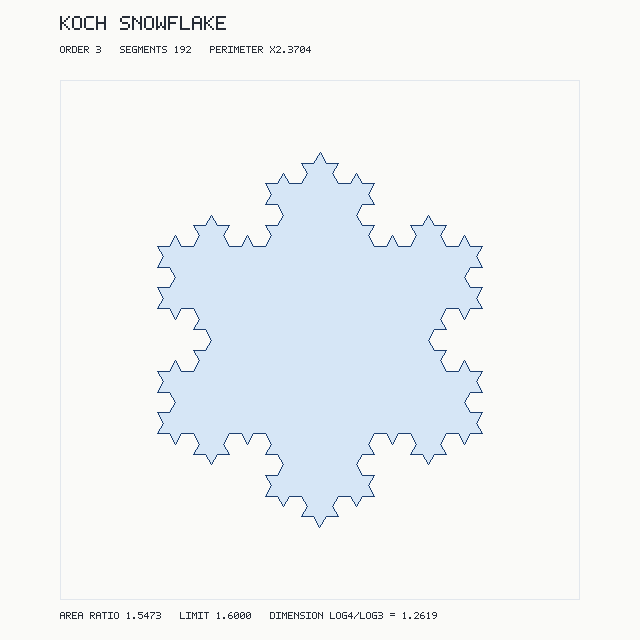 KOCH SNOWFLAKE
ORDER 3 SEGMENTS 192 PERIMETER X2.3704
AREA RATIO 1.5473 LIMIT 1.6000 DIMENSION LOG4/LOG3 = 1.2619